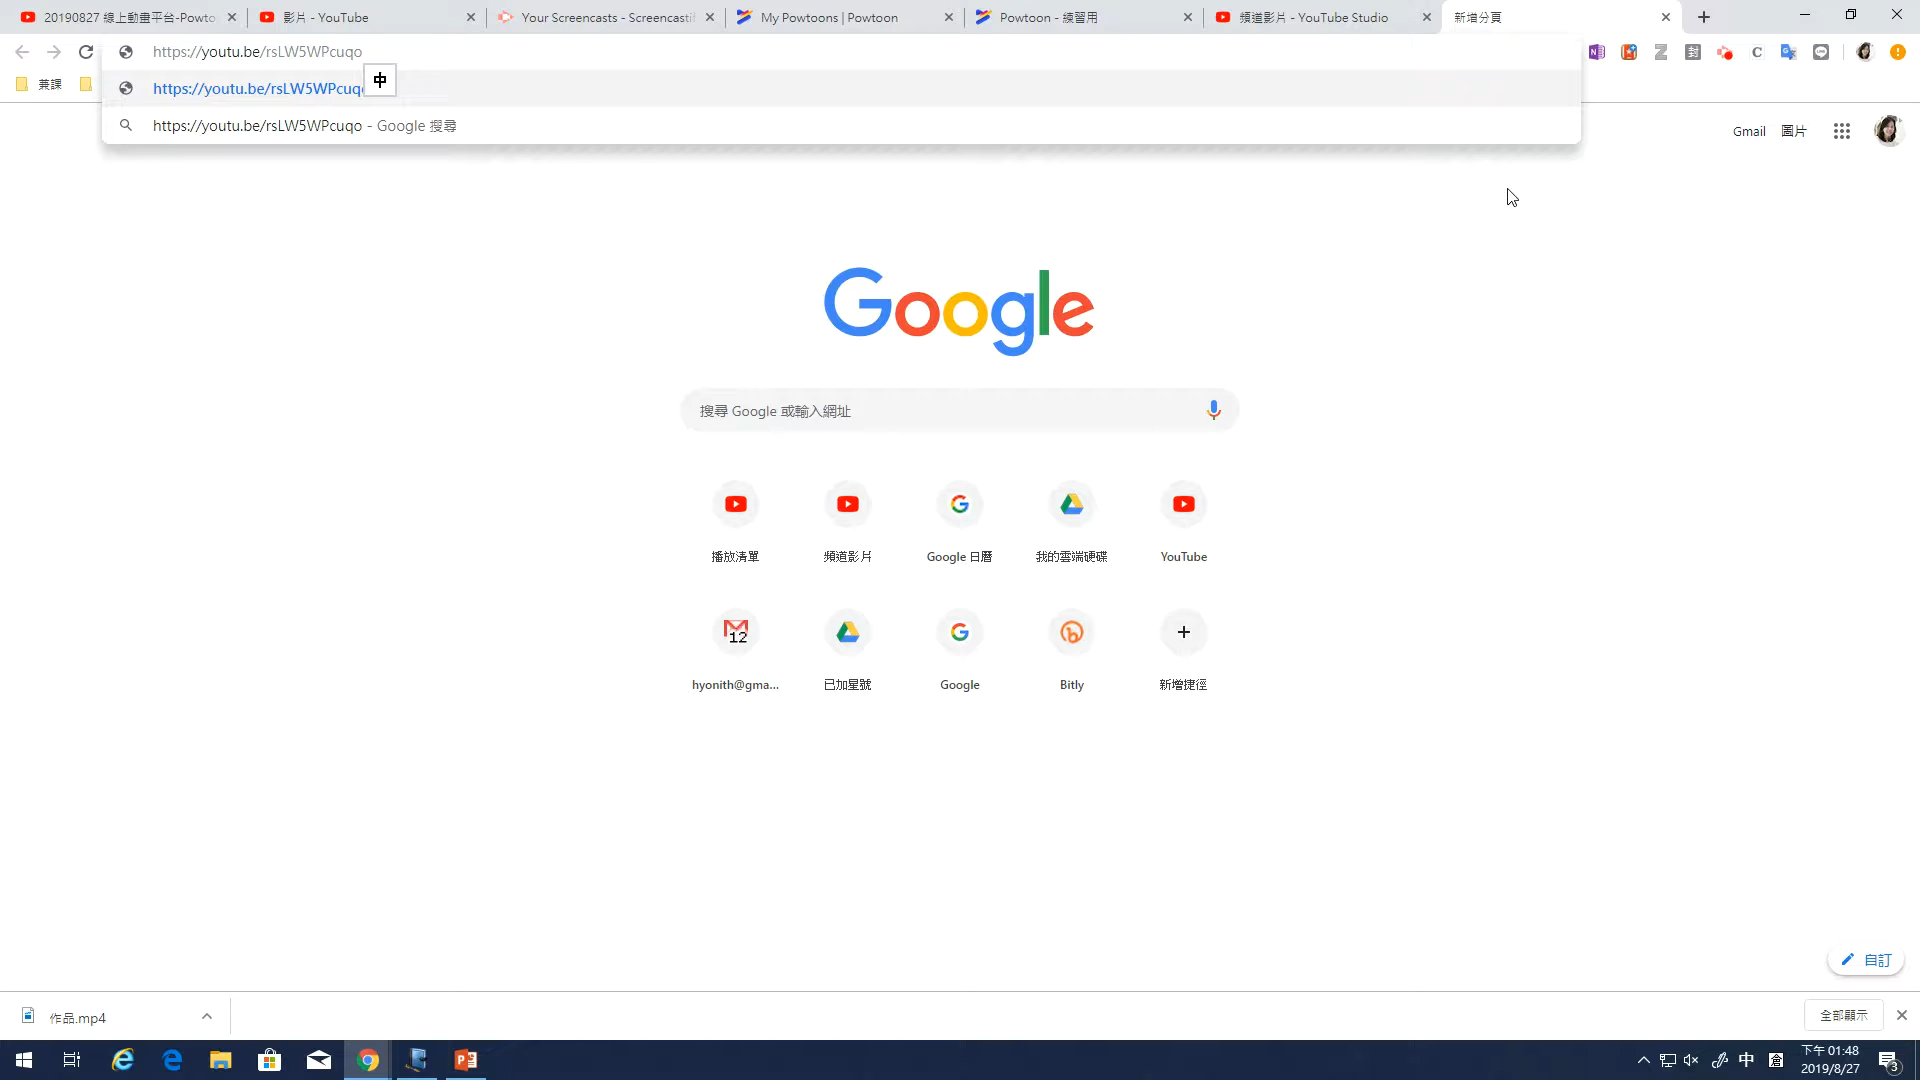 20190827 線上動畫平台-Powto
影片 - YouTube
Your Screencasts - Screencastif
My Powtoons | Powtoon
Powtoon - 練習用
頻道影片 - YouTube Studio
新增分頁
https://youtu.be/rsLW5WPcuqo
兼課
https://youtu.be/rsLW5WPcuqo
中
https://youtu.be/rsLW5WPcuqo - Google 搜尋
Gmail 圖片
Google
搜尋 Google 或輸入網址
播放清單
頻道影片
Google 日曆
我的雲端硬碟
YouTube
12
hyonith@gma...
已加星號
Google
Bitly
新增捷徑
自訂
作品.mp4
全部顯示
中
倉
下午 01:48
2019/8/27
3